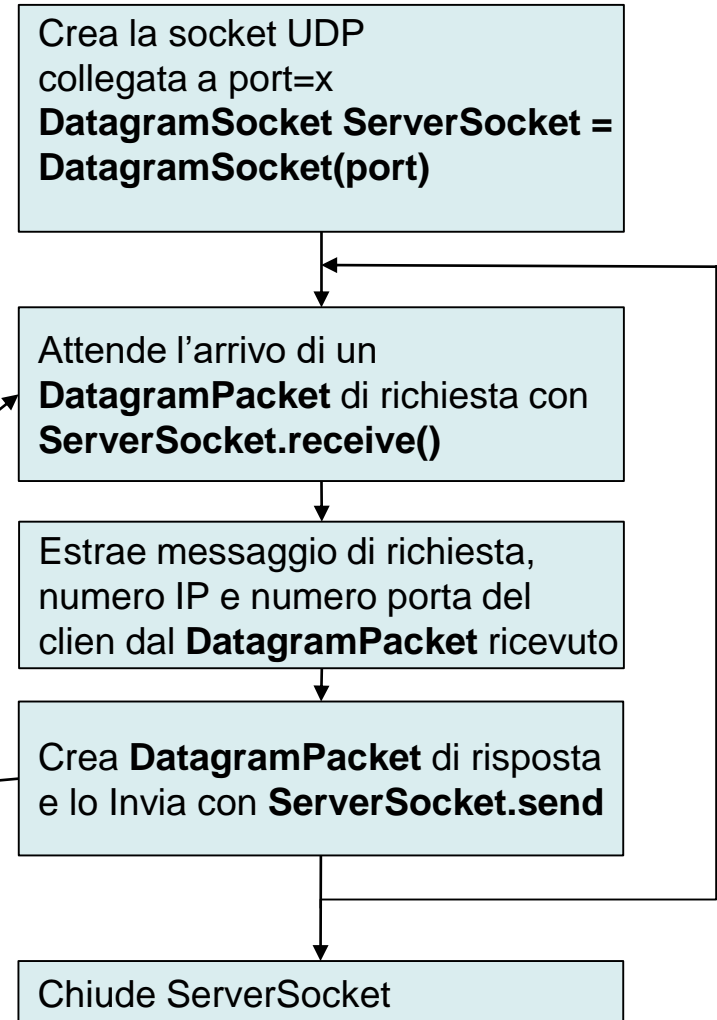 Crea la socket UDP
collegata a port=x
DatagramSocket ServerSocket =
DatagramSocket(port)
Attende l’arrivo di un
DatagramPacket di richiesta con
ServerSocket.receive()
Estrae messaggio di richiesta,
numero IP e numero porta del
clien dal DatagramPacket ricevuto
Crea DatagramPacket di risposta
e lo Invia con ServerSocket.send
Chiude ServerSocket